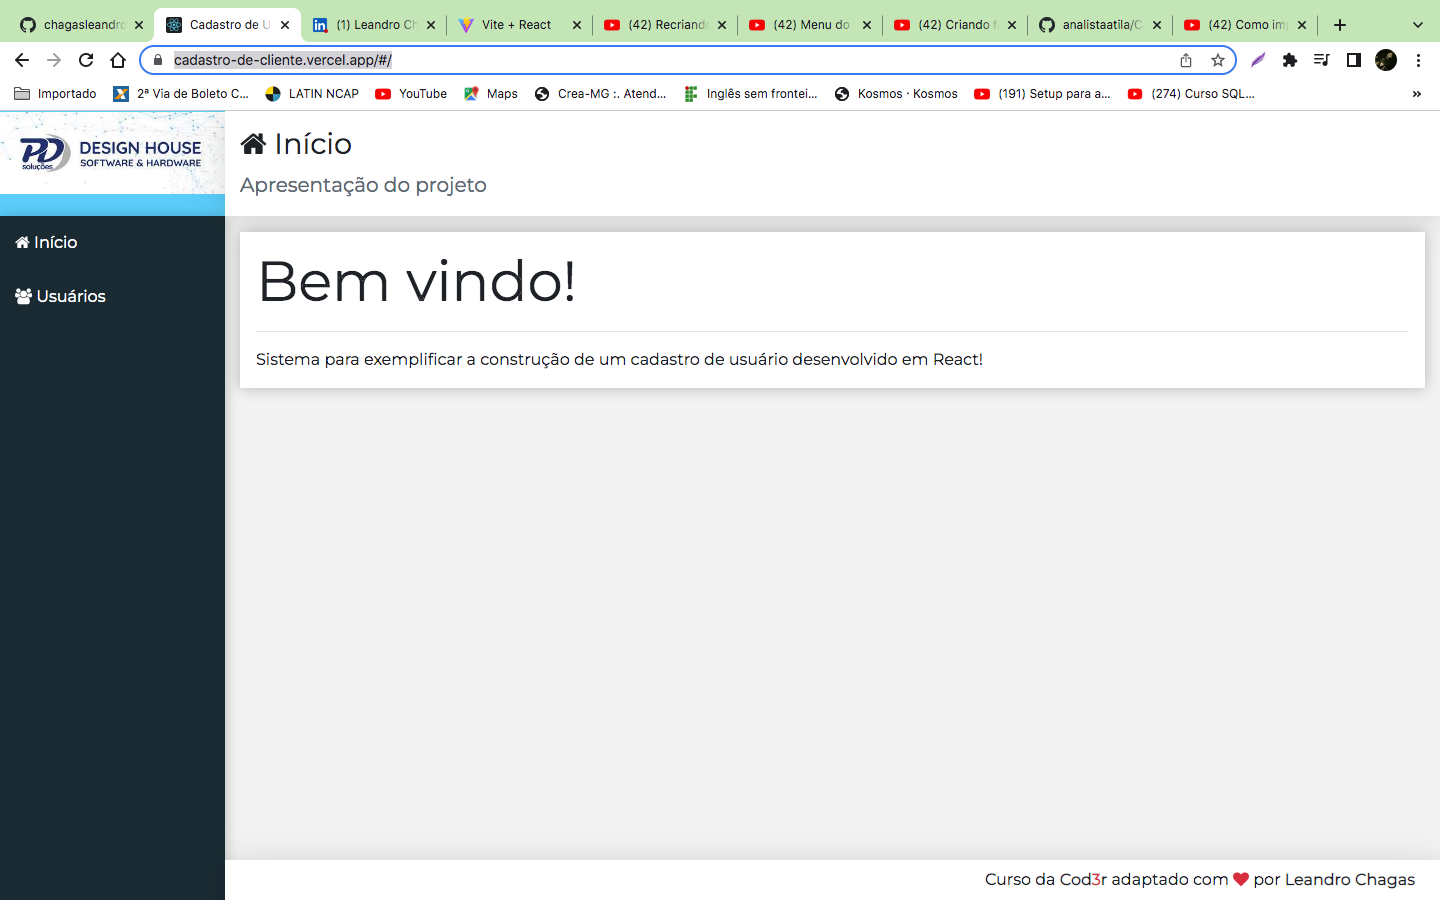 chagasleandro
Cadastro de U
(1) Leandro Ch
Vite + React
(42) Recriando
(42) Menu do
(42) Criando fo
analistaatila/C
(42) Como imp
cadastro-de-cliente.vercel.app/#/
Importado
2ª Via de Boleto C...
LATIN NCAP
YouTube
Maps
Crea-MG :. Atend...
Inglês sem frontei...
Kosmos · Kosmos
(191) Setup para a...
(274) Curso SQL...
PD
soluções
DESIGN HOUSE
SOFTWARE & HARDWARE
Início
Apresentação do projeto
Início
Usuários
Bem vindo!
Sistema para exemplificar a construção de um cadastro de usuário desenvolvido em React!
Curso da Cod3r adaptado com ❤ por Leandro Chagas